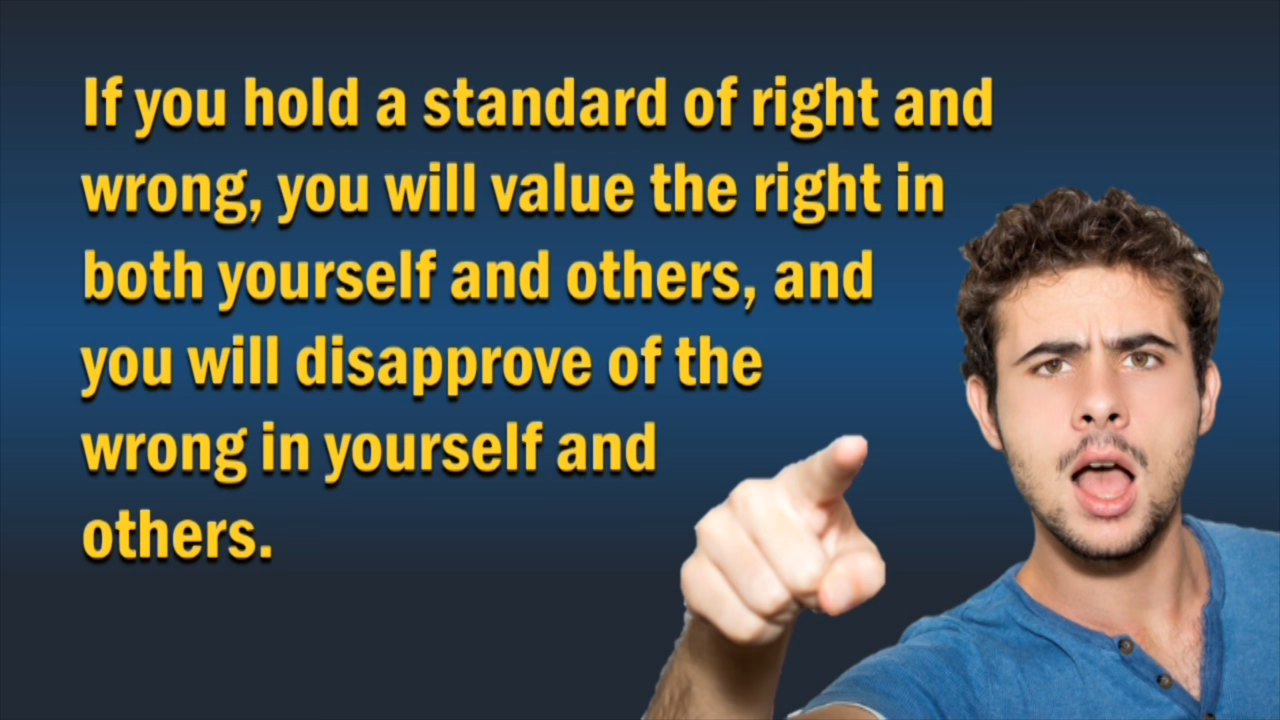 If you hold a standard of right and
wrong, you will value the right in
both yourself and others, and
you will disapprove of the
wrong in yourself and
others.